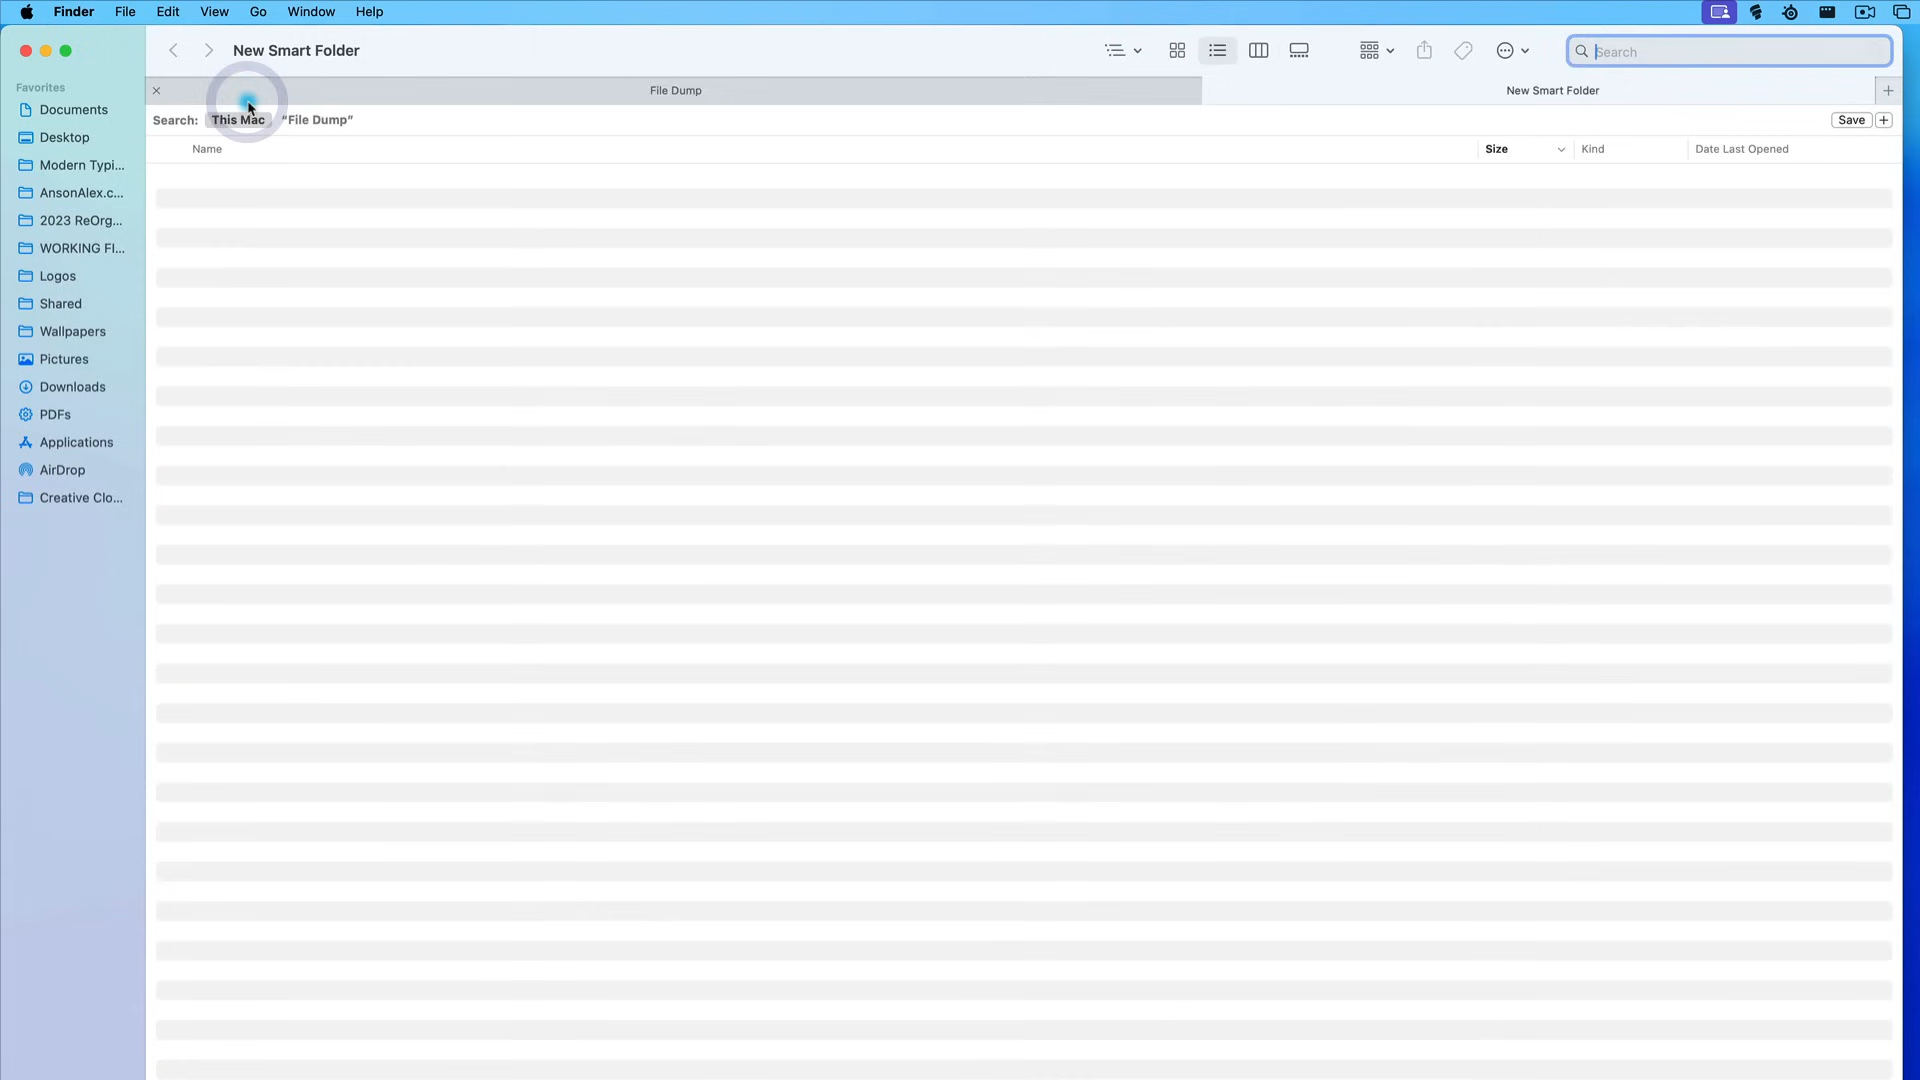 Finder File Edit View Go Window Help
New Smart Folder
Search
File Dump
New Smart Folder
Search: This Mac “File Dump”
Save
Name
Size
Kind
Date Last Opened
Favorites
Documents
Desktop
Modern Typi...
AnsonAlex.c...
2023 ReOrg...
WORKING FI...
Logos
Shared
Wallpapers
Pictures
Downloads
PDFs
Applications
AirDrop
Creative Clo...